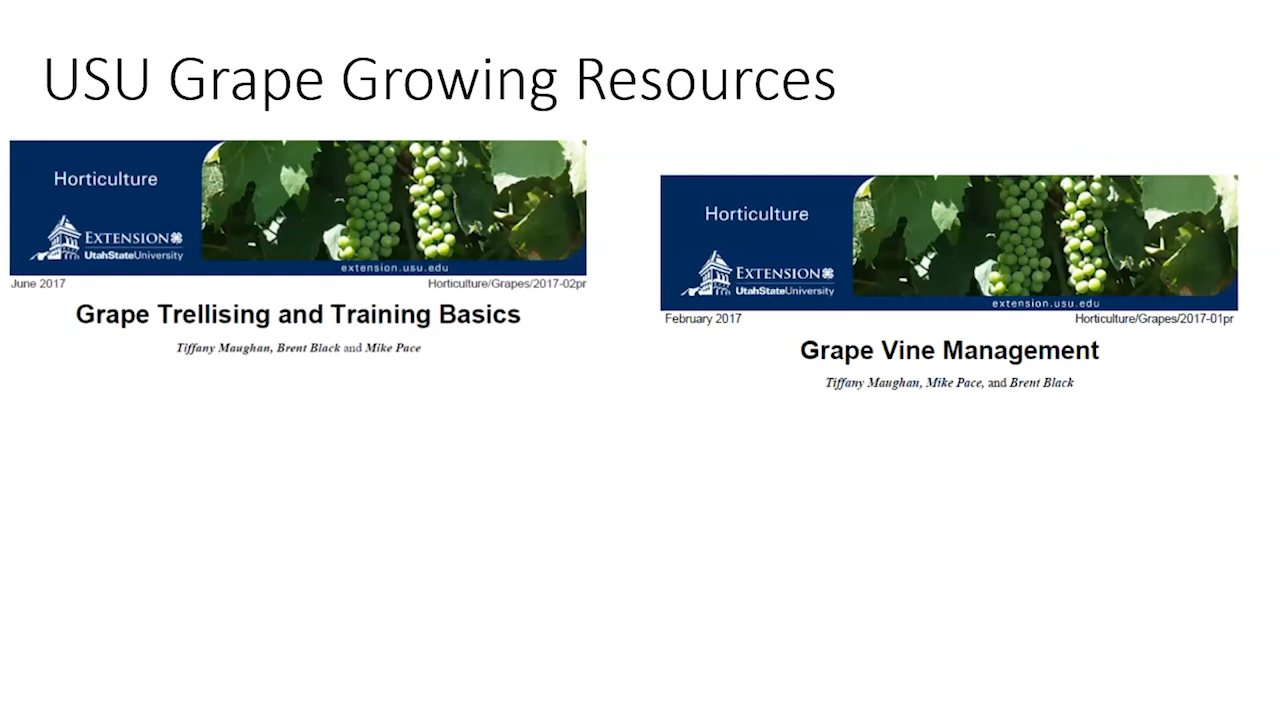 USU Grape Growing Resources
Horticulture
EXTENSION
UtahStateUniversity
extension.usu.edu
June 2017
Horticulture/Grapes/2017-02pr
Grape Trellising and Training Basics
Tiffany Maughan, Brent Black and Mike Pace
Horticulture
EXTENSION
UtahStateUniversity
extension.usu.edu
February 2017
Horticulture/Grapes/2017-01pr
Grape Vine Management
Tiffany Maughan, Mike Pace, and Brent Black